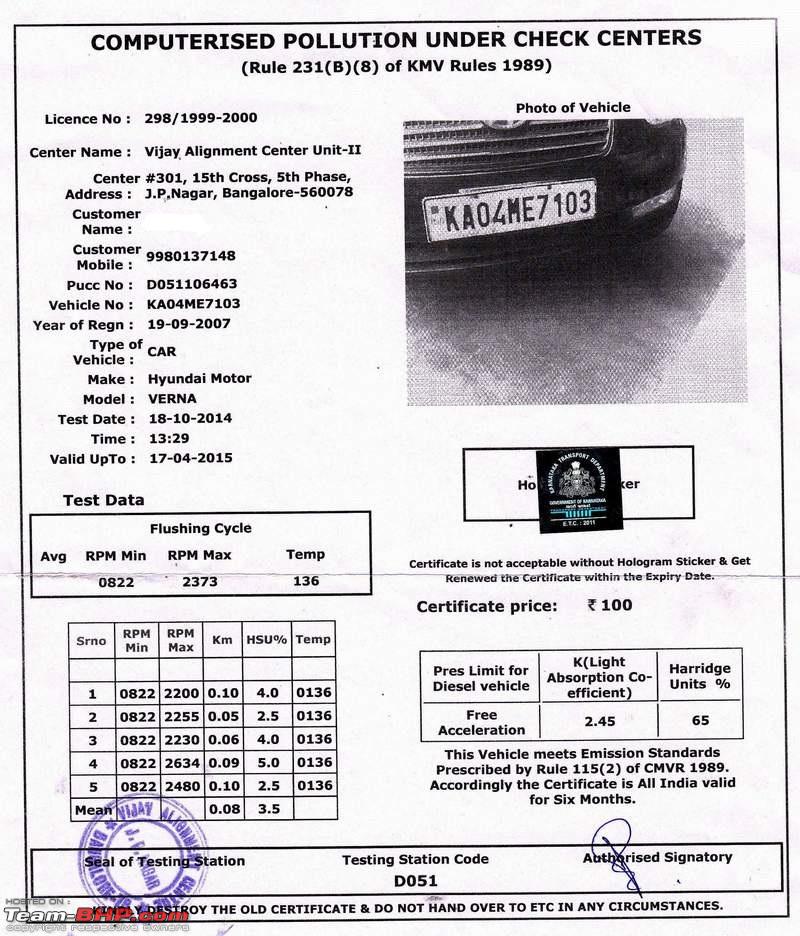 COMPUTERISED POLLUTION UNDER CHECK CENTERS
(Rule 231(B)(8) of KMV Rules 1989)
Licence No : 298/1999-2000
Center Name : Vijay Alignment Center Unit-II
Center Address : #301, 15th Cross, 5th Phase,
J.P,Nagar, Bangalore-560078
Customer Name :
Customer Mobile : 9980137148
Pucc No : D051106463
Vehicle No : KA04ME7103
Year of Regn : 19-09-2007
Type of Vehicle : CAR
Make : Hyundai Motor
Model : VERNA
Test Date : 18-10-2014
Time : 13:29
Valid UpTo : 17-04-2015
Photo of Vehicle
KA04ME7103
KARNATAKA TRANSPORT DEPARTMENT
GOVERNMENT OF KARNATAKA
E.T.C : 2011
Ho ker
Certificate is not acceptable without Hologram Sticker & Get
Renewed the Certificate within the Expiry Date.
Certificate price: ₹ 100
Test Data
Flushing Cycle
Avg RPM Min RPM Max Temp
0822 2373 136
Srno RPM Min RPM Max Km HSU% Temp
1 0822 2200 0.10 4.0 0136
2 0822 2255 0.05 2.5 0136
3 0822 2230 0.06 4.0 0136
4 0822 2634 0.09 5.0 0136
5 0822 2480 0.10 2.5 0136
Mean 0.08 3.5
Pres Limit for Diesel vehicle K(Light Absorption Co-efficient) Harridge Units %
Free Acceleration 2.45 65
This Vehicle meets Emission Standards
Prescribed by Rule 115(2) of CMVR 1989.
Accordingly the Certificate is All India valid
for Six Months.
VIJAY ALIGNMENT CENTRE
J. P. NAGAR
Seal of Testing Station
Testing Station Code
D051
Authorised Signatory
DESTROY THE OLD CERTIFICATE & DO NOT HAND OVER TO ETC IN ANY CIRCUMSTANCES.
HOSTED ON :
Team-BHP.com
copyright respective owners